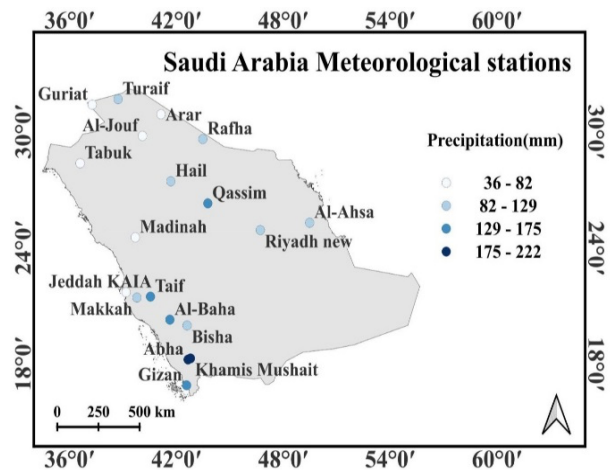 36°0' 42°0' 48°0' 54°0' 60°0'
Saudi Arabia Meteorological stations
Guriat
Turaif
Arar
Al-Jouf
Rafha
Tabuk
Hail
Qassim
Al-Ahsa
Madinah
Riyadh new
Jeddah KAIA
Taif
Makkah
Al-Baha
Bisha
Abha
Khamis Mushait
Gizan
Precipitation(mm)
36 - 82
82 - 129
129 - 175
175 - 222
30°0'
24°0'
18°0'
30°0'
24°0'
18°0'
0 250 500 km
36°0' 42°0' 48°0' 54°0' 60°0'